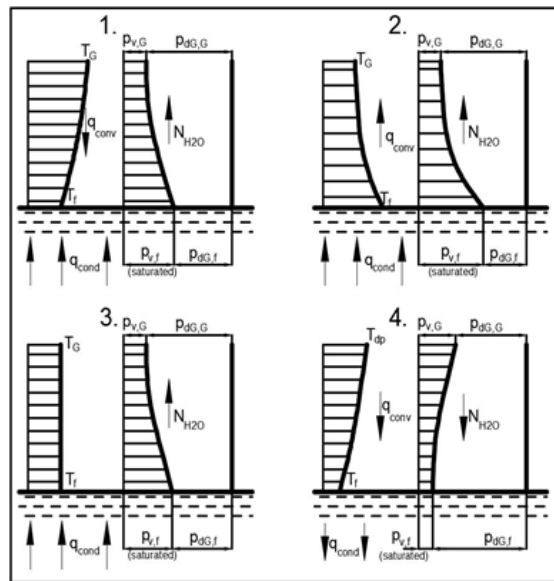 1.
p_v,G p_dG,G
T_G
q_conv
N_H2O
T_f
q_cond
p_v,f p_dG,f
(saturated)
2.
p_v,G p_dG,G
T_G
q_conv
N_H2O
T_f
q_cond
p_v,f p_dG,f
(saturated)
3.
p_v,G p_dG,G
T_G
N_H2O
T_f
q_cond
p_v,f p_dG,f
(saturated)
4.
p_v,G p_dG,G
T_dp
q_conv
N_H2O
T_f
q_cond
p_v,f p_dG,f
(saturated)